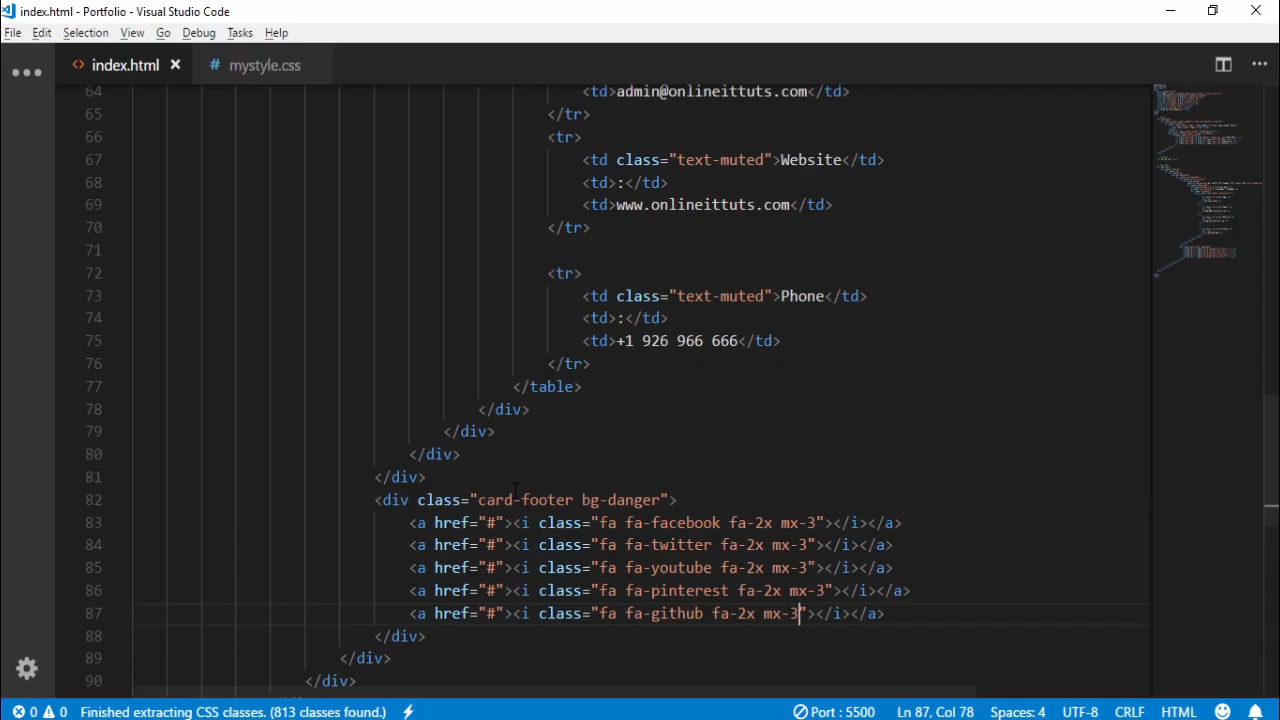 index.html - Portfolio - Visual Studio Code
File Edit Selection View Go Debug Tasks Help
<> index.html × # mystyle.css
64 <td>admin@onlineittuts.com</td>
65 </tr>
66 <tr>
67 <td class="text-muted">Website</td>
68 <td>:</td>
69 <td>www.onlineittuts.com</td>
70 </tr>
71
72 <tr>
73 <td class="text-muted">Phone</td>
74 <td>:</td>
75 <td>+1 926 966 666</td>
76 </tr>
77 </table>
78 </div>
79 </div>
80 </div>
81 </div>
82 <div class="card-footer bg-danger">
83 <a href="#"><i class="fa fa-facebook fa-2x mx-3"></i></a>
84 <a href="#"><i class="fa fa-twitter fa-2x mx-3"></i></a>
85 <a href="#"><i class="fa fa-youtube fa-2x mx-3"></i></a>
86 <a href="#"><i class="fa fa-pinterest fa-2x mx-3"></i></a>
87 <a href="#"><i class="fa fa-github fa-2x mx-3"></i></a>
88 </div>
89 </div>
90 </div>
0 0 Finished extracting CSS classes. (813 classes found.) Port : 5500 Ln 87, Col 78 Spaces: 4 UTF-8 CRLF HTML